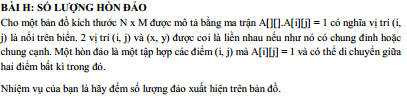 BÀI H: SỐ LƯỢNG HÒN ĐẢO
Cho một bản đồ kích thước N x M được mô tả bằng ma trận A[][].A[i][j] = 1 có nghĩa vị trí (i,
j) là nổi trên biển. 2 vị trí (i, j) và (x, y) được coi là liền nhau nếu như nó có chung đỉnh hoặc
chung cạnh. Một hòn đảo là một tập hợp các điểm (i, j) mà A[i][j] = 1 và có thể di chuyển giữa
hai điểm bất kì trong đó.
Nhiệm vụ của bạn là hãy đếm số lượng đảo xuất hiện trên bản đồ.